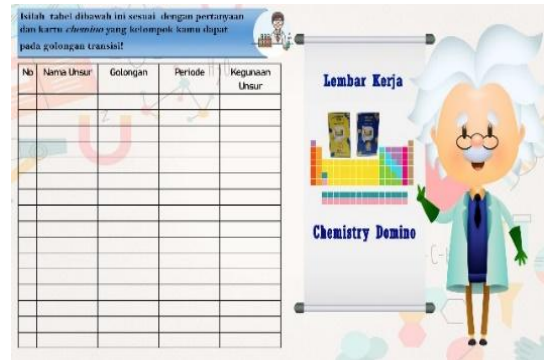 Isilah tabel dibawah ini sesuai dengan pertanyaan
dan kartu chemino yang kelompok kamu dapat
pada golongan transisi!
No Nama Unsur Golongan Periode Kegunaan Unsur
Lembar Kerja
Chemistry Domino